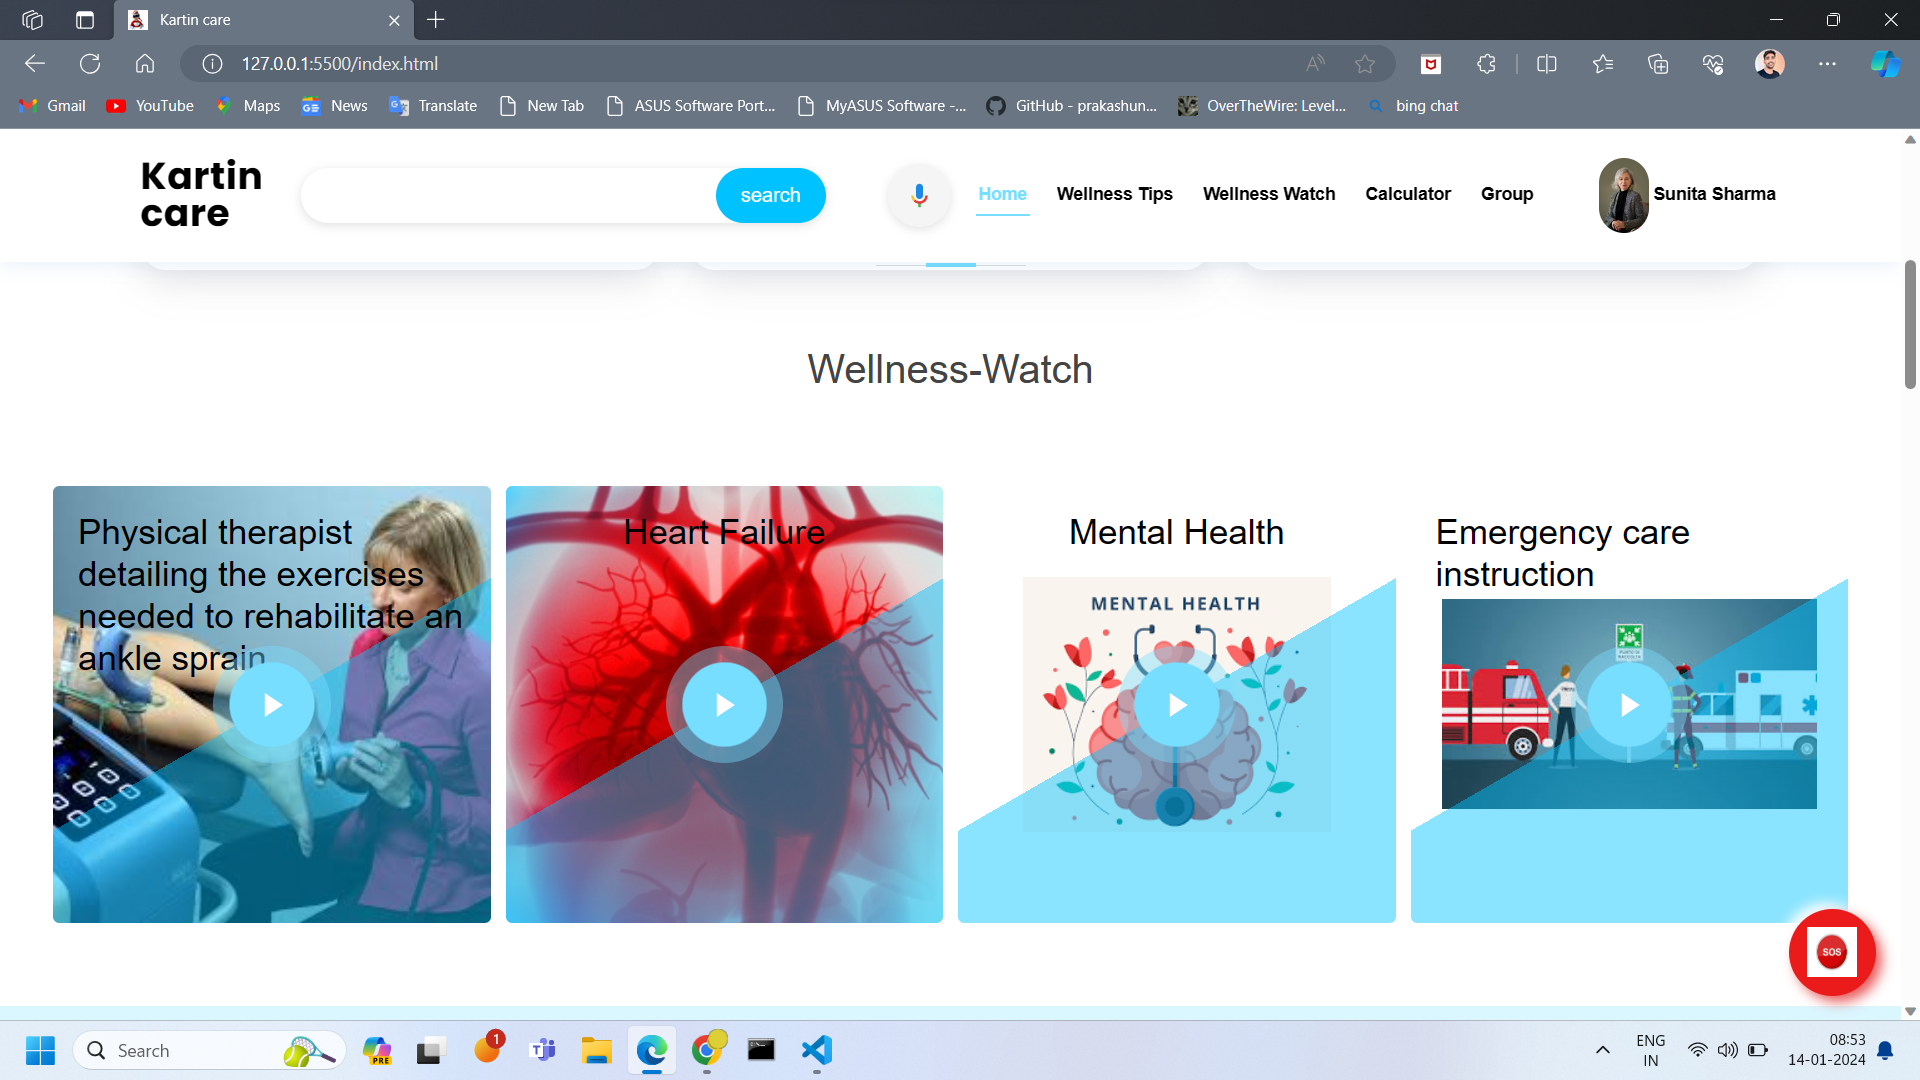 Kartin care
127.0.0.1:5500/index.html
Gmail
YouTube
Maps
News
Translate
New Tab
ASUS Software Port...
MyASUS Software -...
GitHub - prakashun...
OverTheWire: Level...
bing chat
Kartin
care
search
Home
Wellness Tips
Wellness Watch
Calculator
Group
Sunita Sharma
Wellness-Watch
Physical therapist
detailing the exercises
needed to rehabilitate an
ankle sprain
Heart Failure
Mental Health
MENTAL HEALTH
Emergency care
instruction
SOS
Search
PRE
1
ENG
IN
08:53
14-01-2024